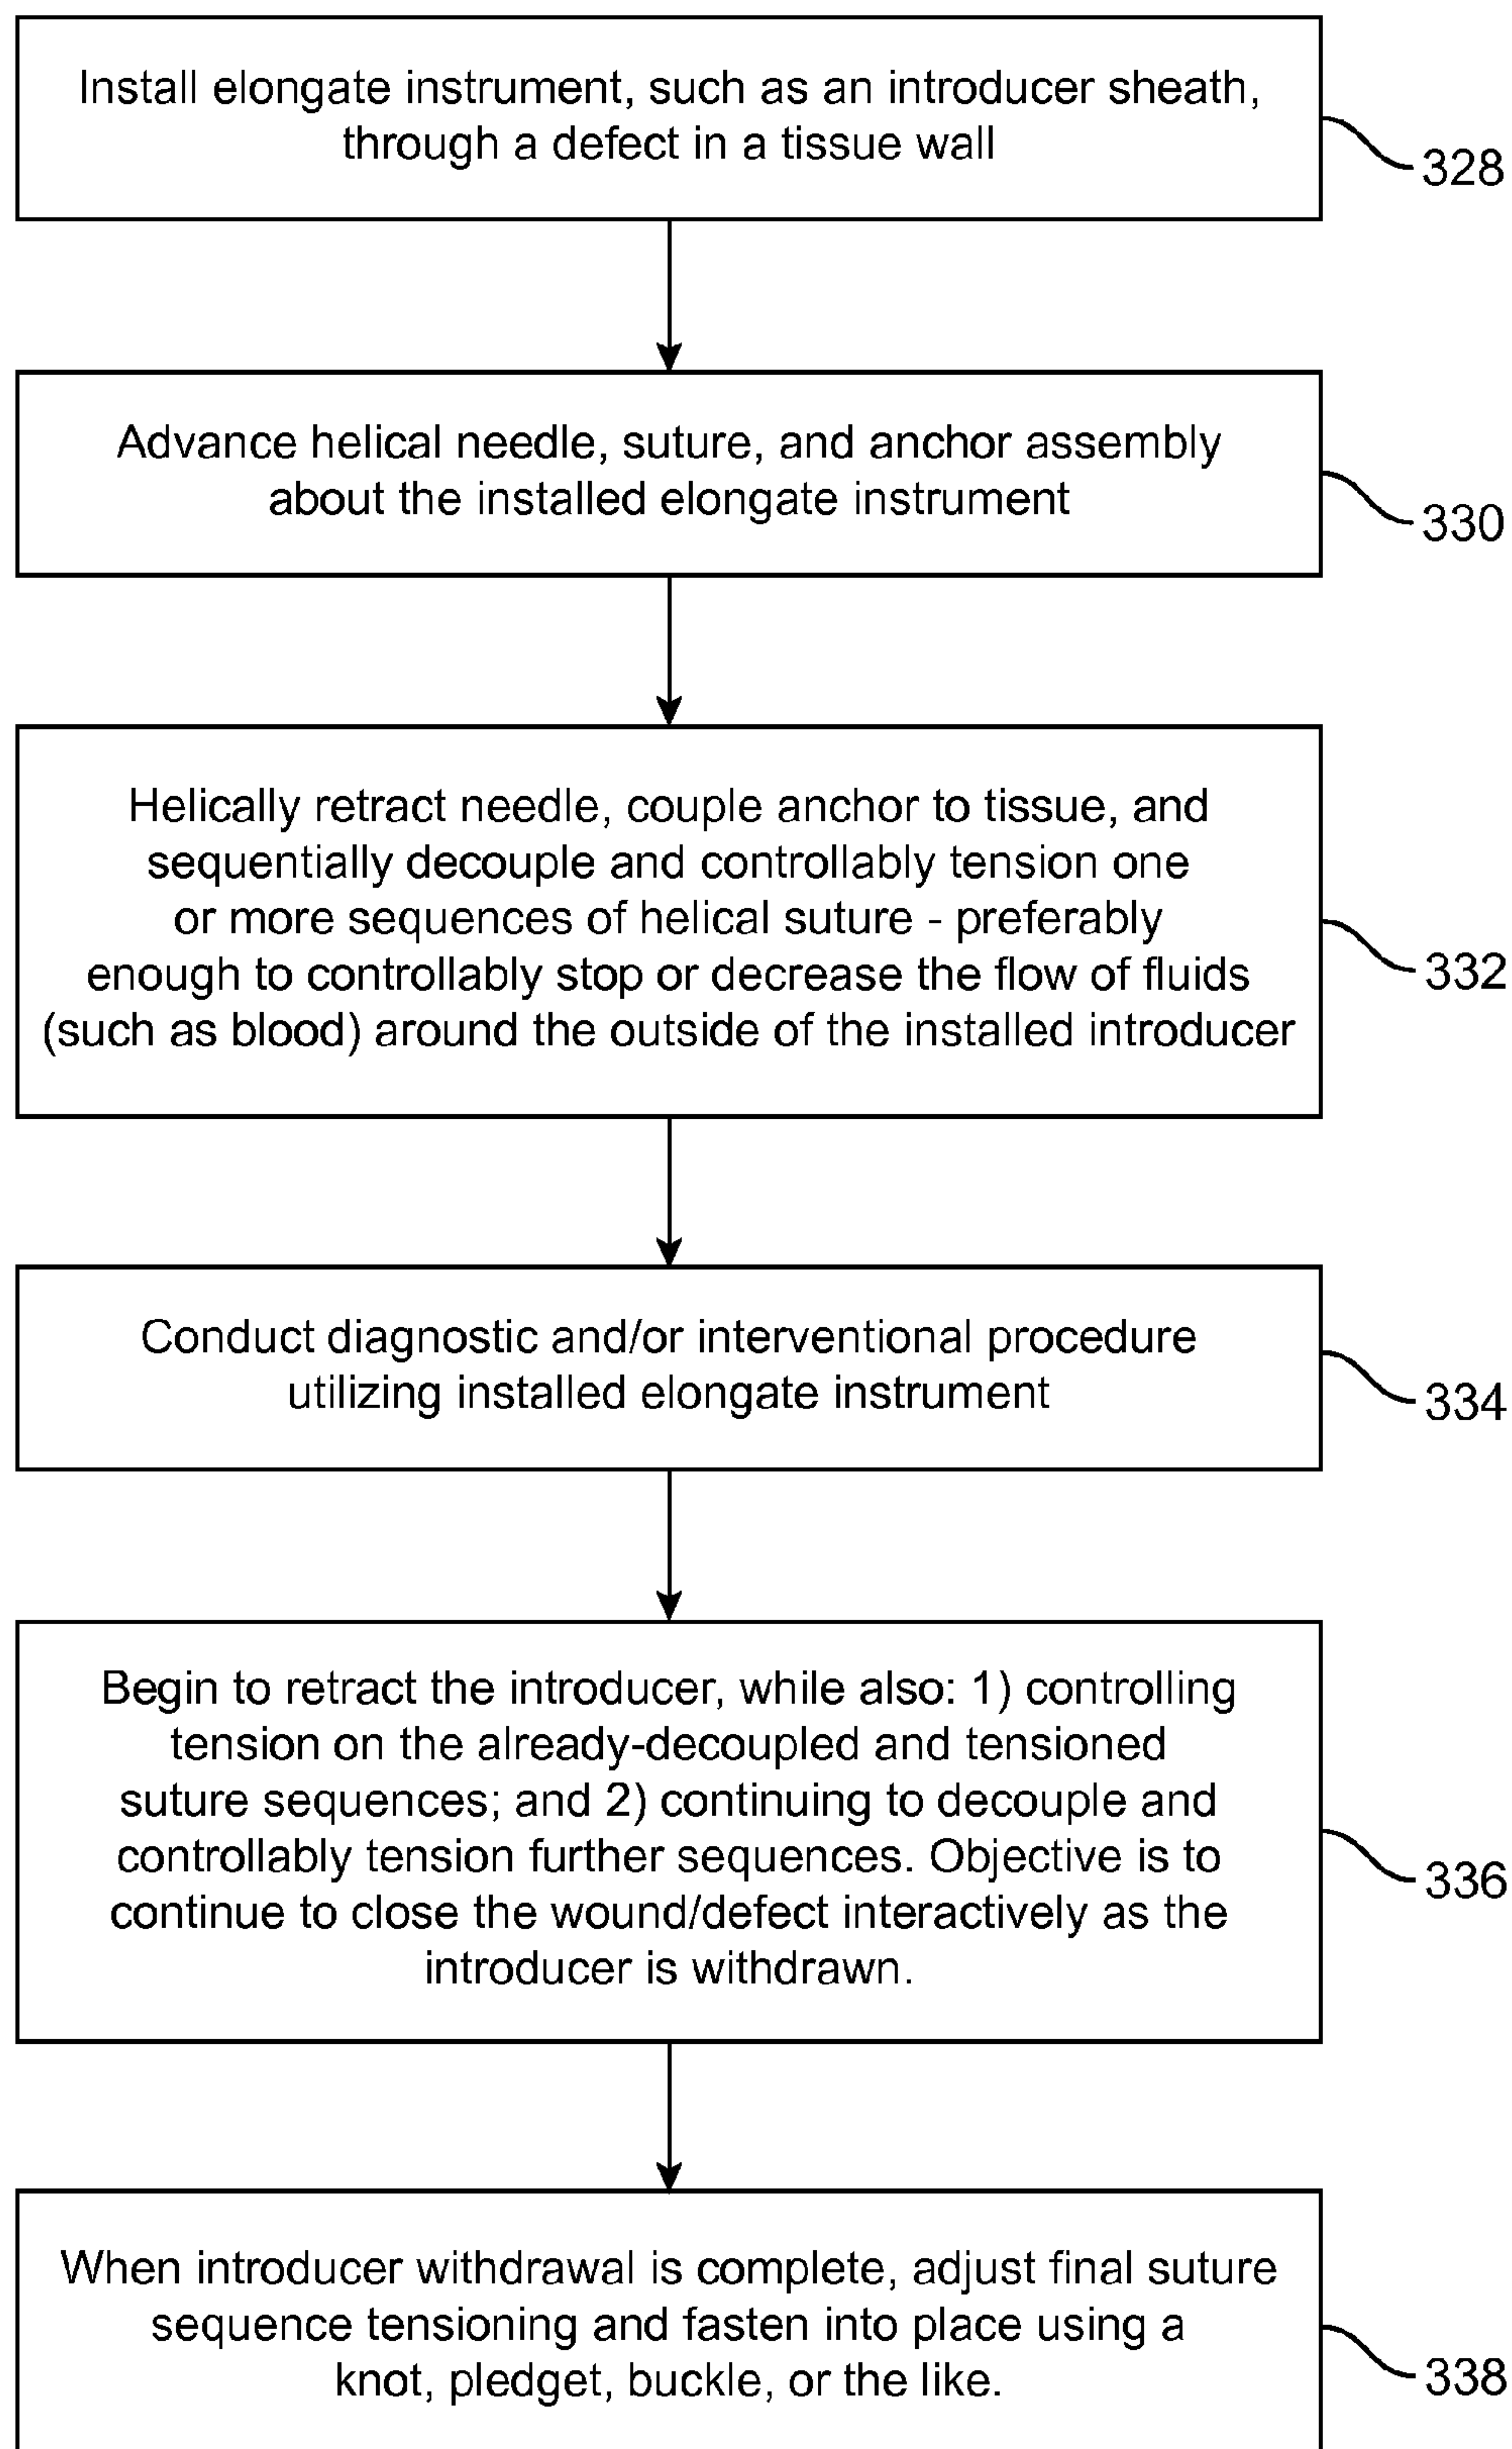 Install elongate instrument, such as an introducer sheath,
through a defect in a tissue wall
328
Advance helical needle, suture, and anchor assembly
about the installed elongate instrument
330
Helically retract needle, couple anchor to tissue, and
sequentially decouple and controllably tension one
or more sequences of helical suture - preferably
enough to controllably stop or decrease the flow of fluids
(such as blood) around the outside of the installed introducer
332
Conduct diagnostic and/or interventional procedure
utilizing installed elongate instrument
334
Begin to retract the introducer, while also: 1) controlling
tension on the already-decoupled and tensioned
suture sequences; and 2) continuing to decouple and
controllably tension further sequences. Objective is to
continue to close the wound/defect interactively as the
introducer is withdrawn.
336
When introducer withdrawal is complete, adjust final suture
sequence tensioning and fasten into place using a
knot, pledget, buckle, or the like.
338